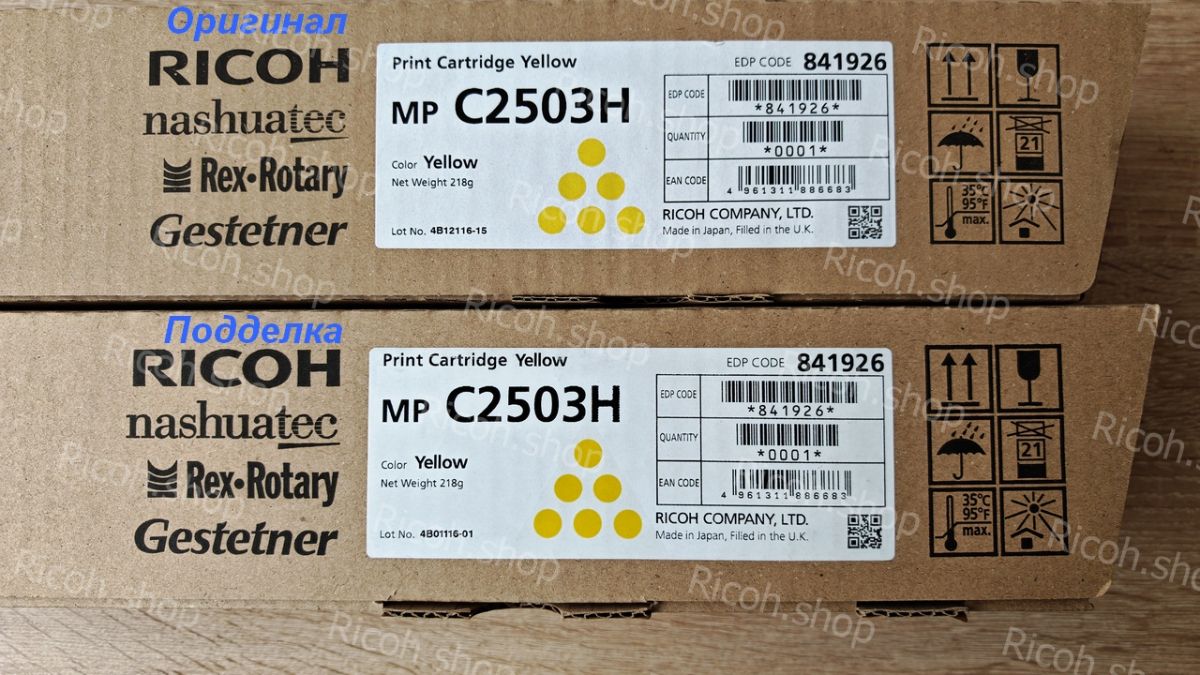 Оригинал
RICOH
nashuatec
Rex•Rotary
Gestetner
Print Cartridge Yellow
EDP CODE 841926
MP C2503H
Color Yellow
Net Weight 218g
Lot No. 4B12116-15
EDP CODE
*841926*
QUANTITY
*0001*
EAN CODE
4 961311 886683
RICOH COMPANY, LTD.
Made in Japan, Filled in the U.K.
21
35°C
95°F
max.
Подделка
RICOH
nashuatec
Rex•Rotary
Gestetner
Print Cartridge Yellow
EDP CODE 841926
MP C2503H
Color Yellow
Net Weight 218g
Lot No. 4B01116-01
EDP CODE
*841926*
QUANTITY
*0001*
EAN CODE
4 961311 886683
RICOH COMPANY, LTD.
Made in Japan, Filled in the U.K.
21
35°C
95°F
max.
Ricoh.shop